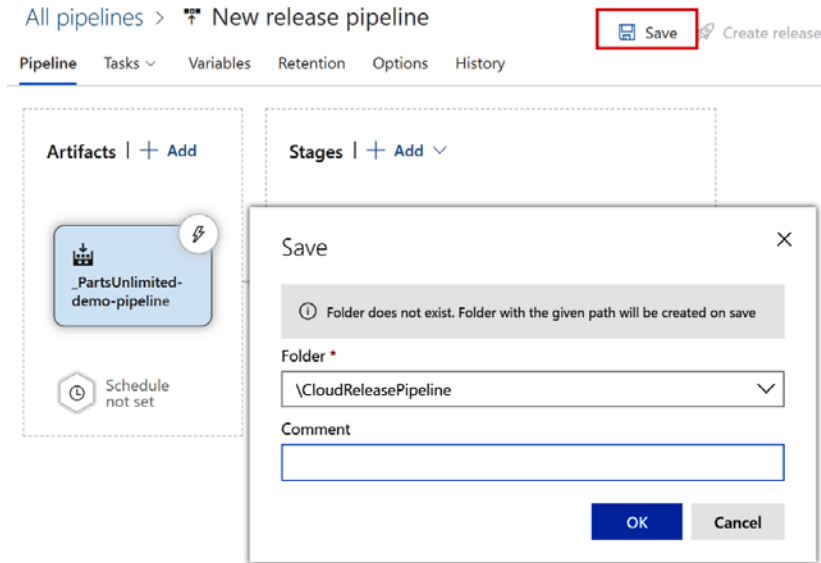 All pipelines > New release pipeline
Save
Create release
Pipeline Tasks Variables Retention Options History
Artifacts | + Add
Stages | + Add
_PartsUnlimited-
demo-pipeline
Schedule
not set
Save
Folder does not exist. Folder with the given path will be created on save
Folder *
\CloudReleasePipeline
Comment
OK Cancel